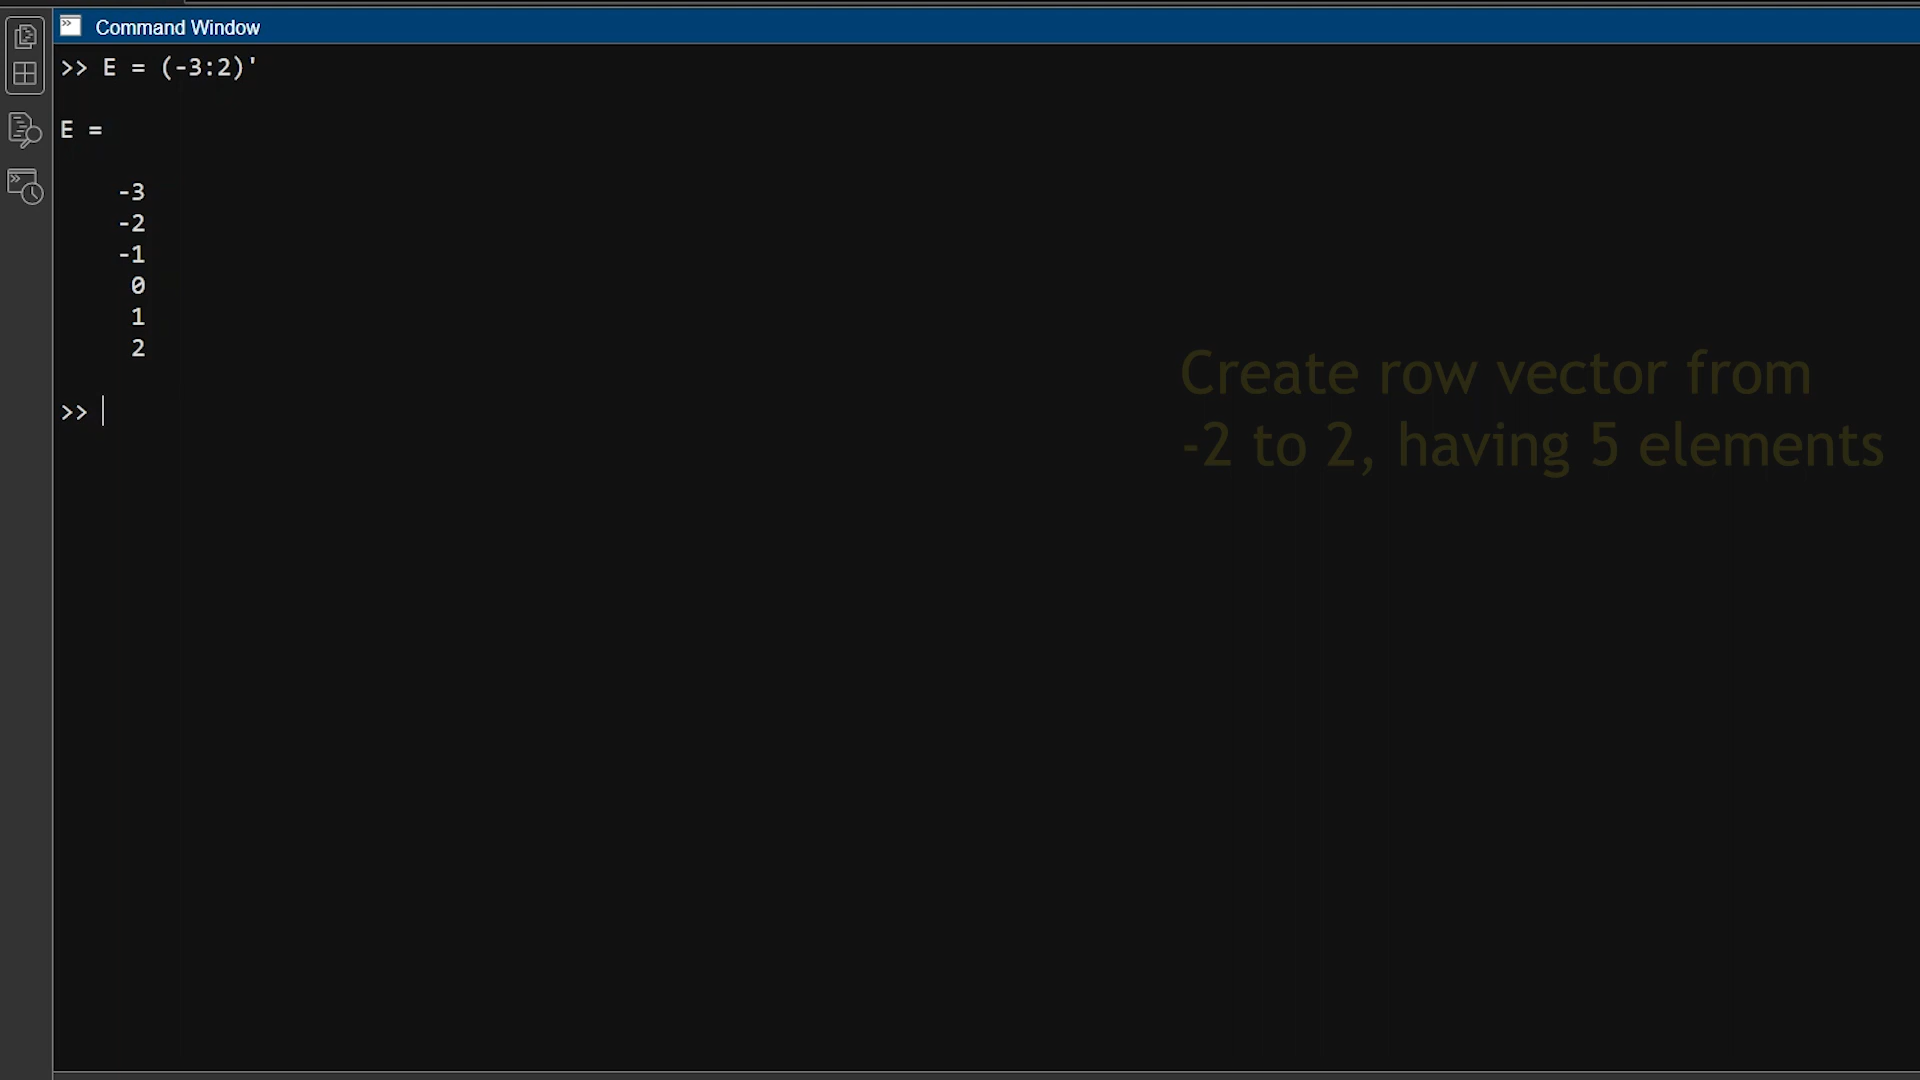 Command Window
>> E = (-3:2)'
E =
-3
-2
-1
0
1
2
>>
Create row vector from
-2 to 2, having 5 elements